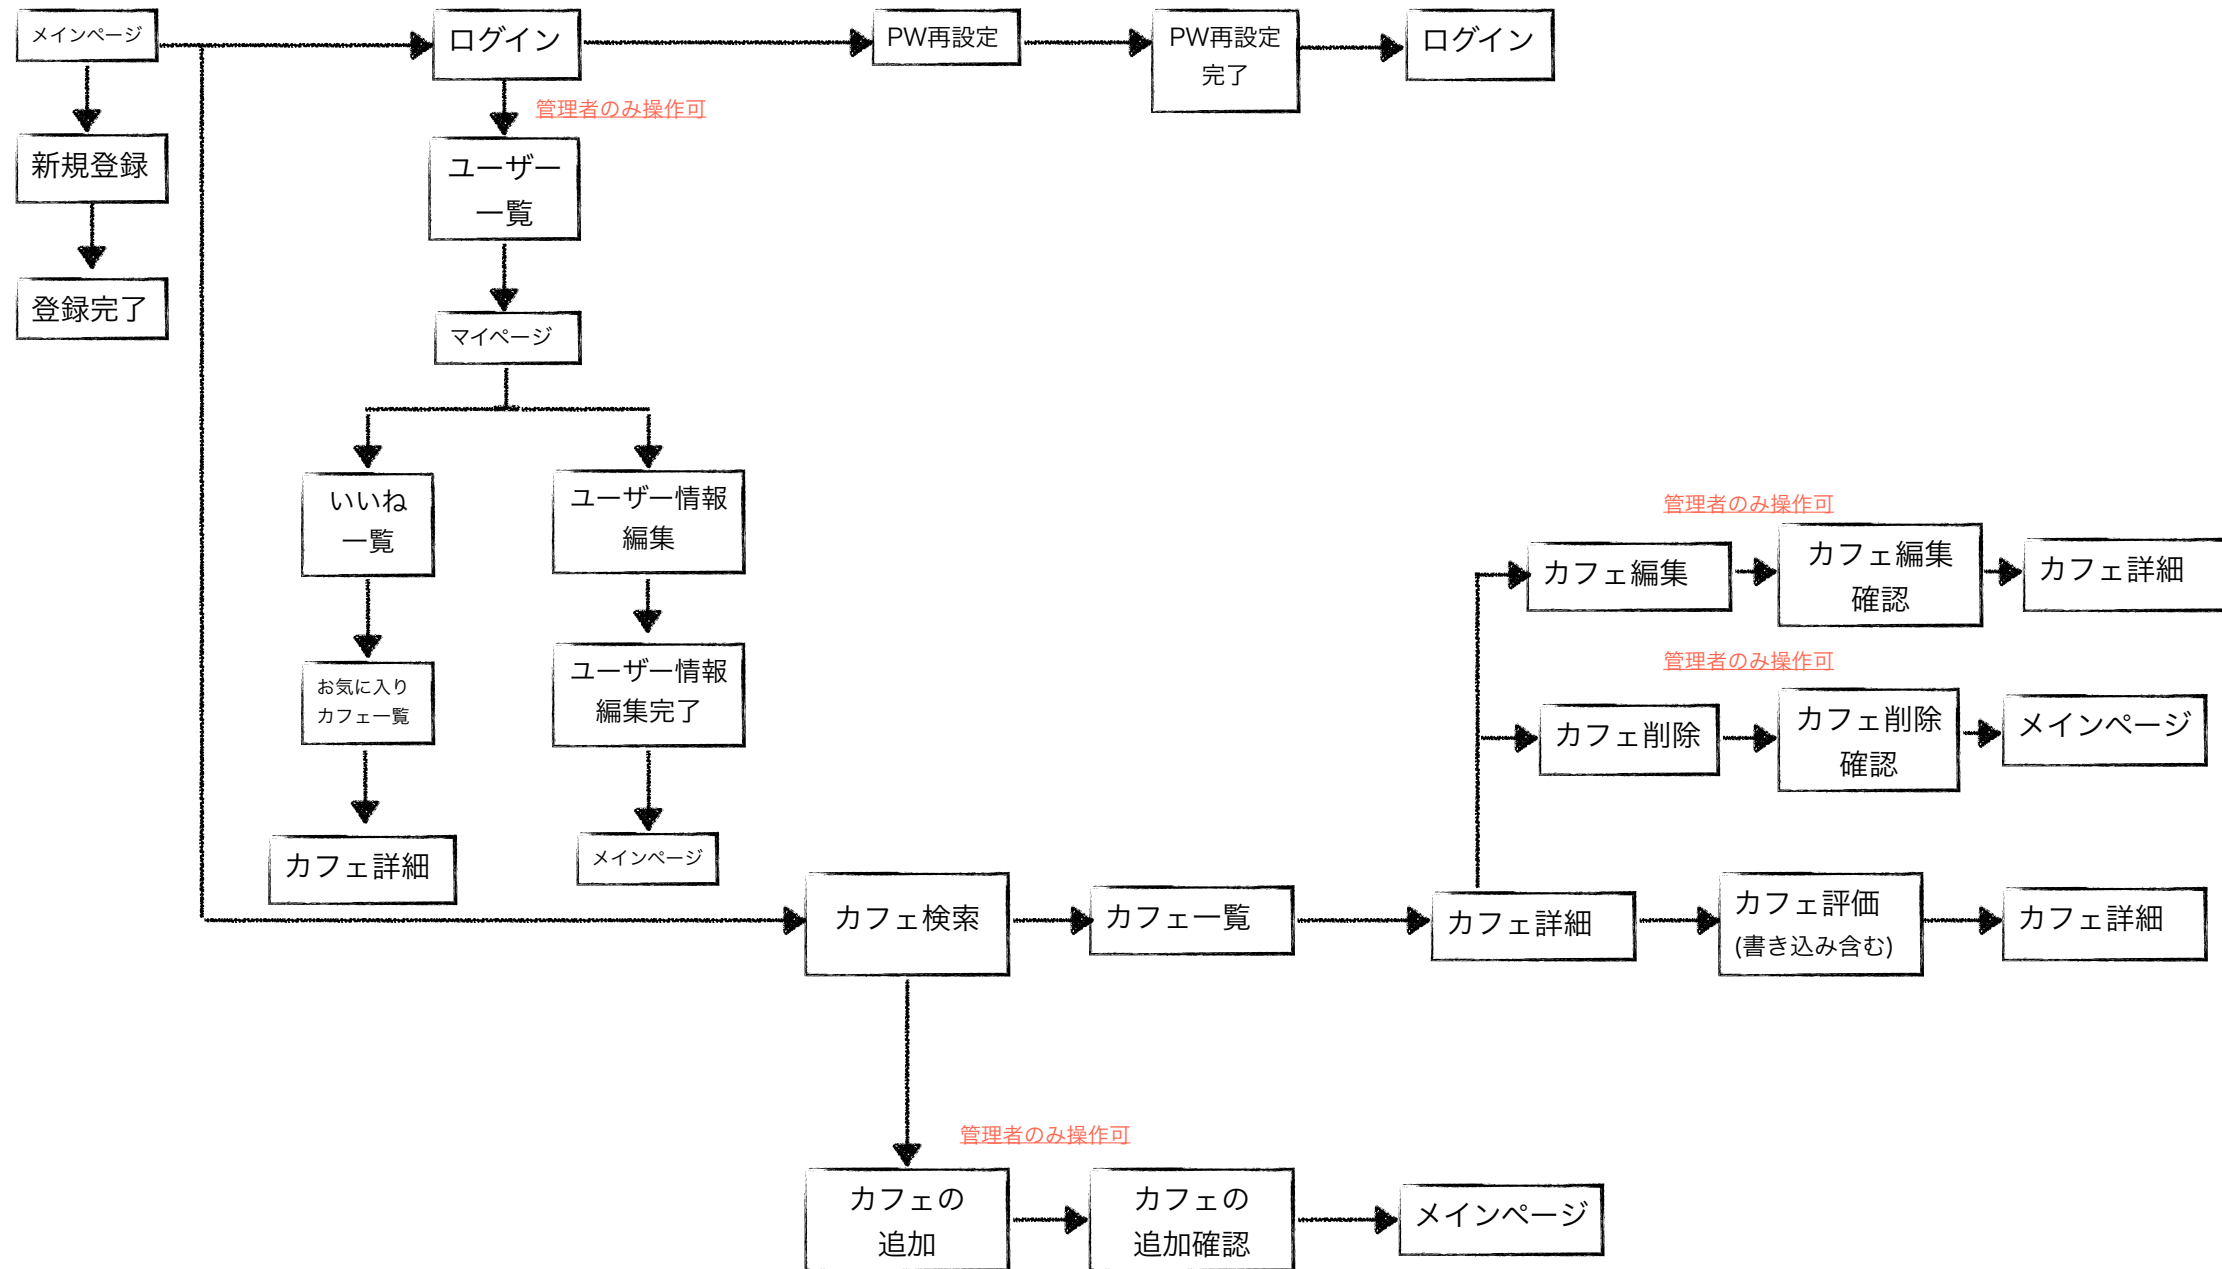 メインページ
ログイン
PW再設定
PW再設定
完了
ログイン
管理者のみ操作可
新規登録
ユーザー
一覧
登録完了
マイページ
いいね
一覧
ユーザー情報
編集
お気に入り
カフェ一覧
ユーザー情報
編集完了
カフェ詳細
メインページ
管理者のみ操作可
カフェ編集
カフェ編集
確認
カフェ詳細
管理者のみ操作可
カフェ削除
カフェ削除
確認
メインページ
カフェ検索
カフェ一覧
カフェ詳細
カフェ評価
(書き込み含む)
カフェ詳細
管理者のみ操作可
カフェの
追加
カフェの
追加確認
メインページ